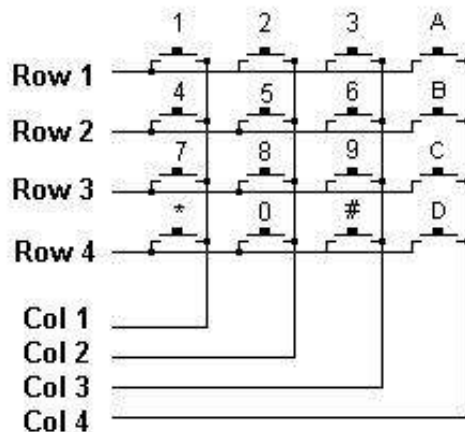 1 2 3 A
Row 1
4 5 6 B
Row 2
7 8 9 C
Row 3
* 0 # D
Row 4
Col 1
Col 2
Col 3
Col 4